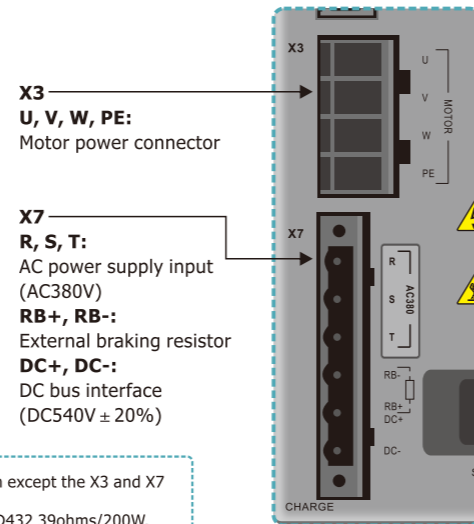 X3
U, V, W, PE:
Motor power connector
X7
R, S, T:
AC power supply input
(AC380V)
RB+, RB-:
External braking resistor
DC+, DC-:
DC bus interface
(DC540V ± 20%)
except the X3 and X7
432 39ohms/200W
X3
U
V
W
PE
MOTOR
X7
R
S
T
AC380
RB-
RB+
DC+
DC-
CHARGE